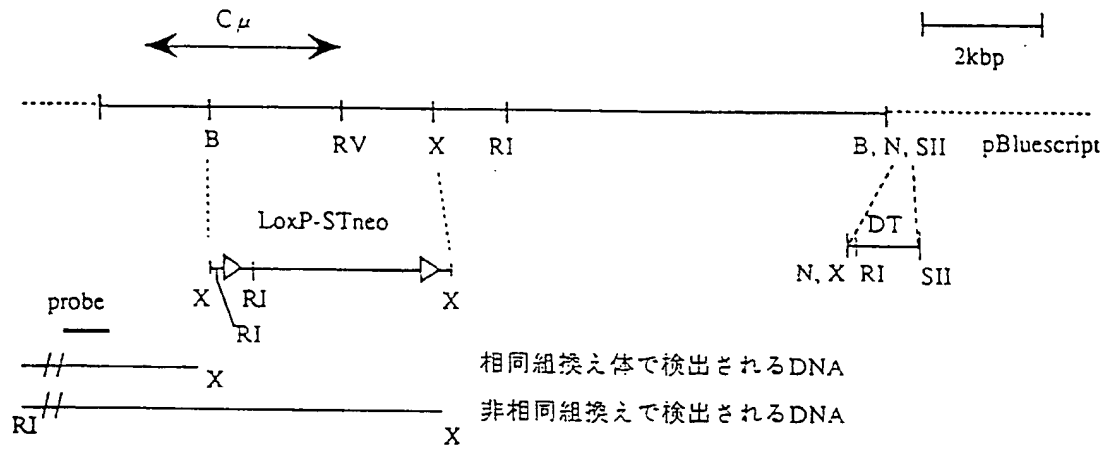 Cμ
2kbp
B RV X RI B, N, SII pBluescript
LoxP-STneo
DT
X RI X N, X RI SII
RI
probe
X 相同組換え体で検出されるDNA
RI X 非相同組換えで検出されるDNA